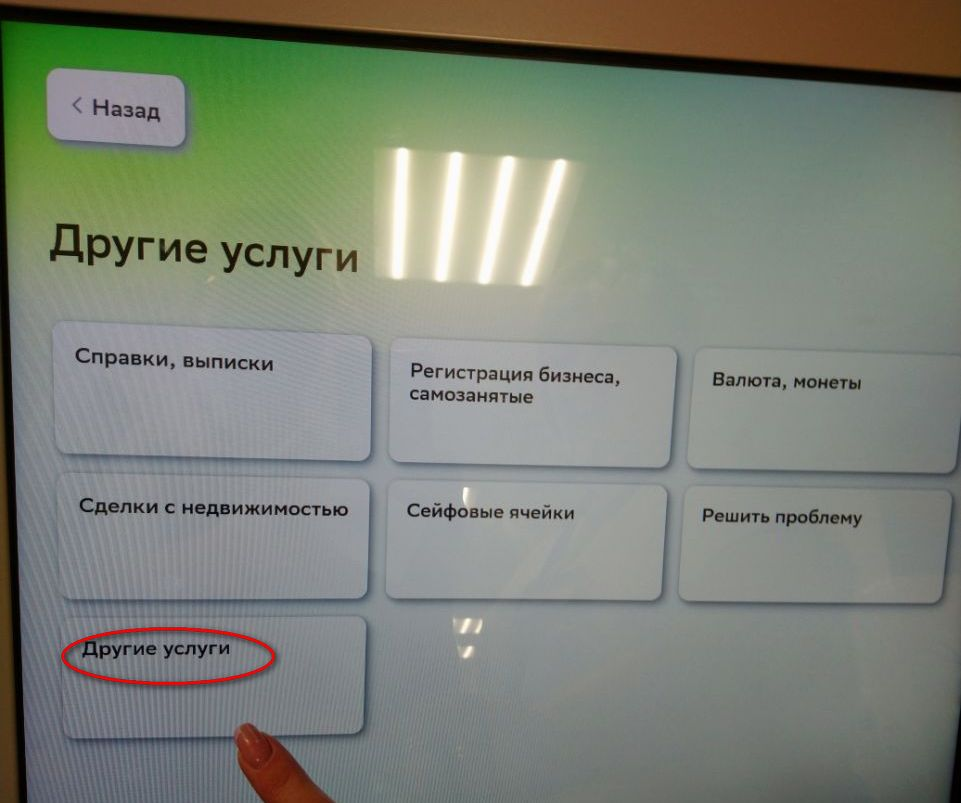 < Назад
Другие услуги
Справки, выписки
Регистрация бизнеса,
самозанятые
Валюта, монеты
Сделки с недвижимостью
Сейфовые ячейки
Решить проблему
Другие услуги